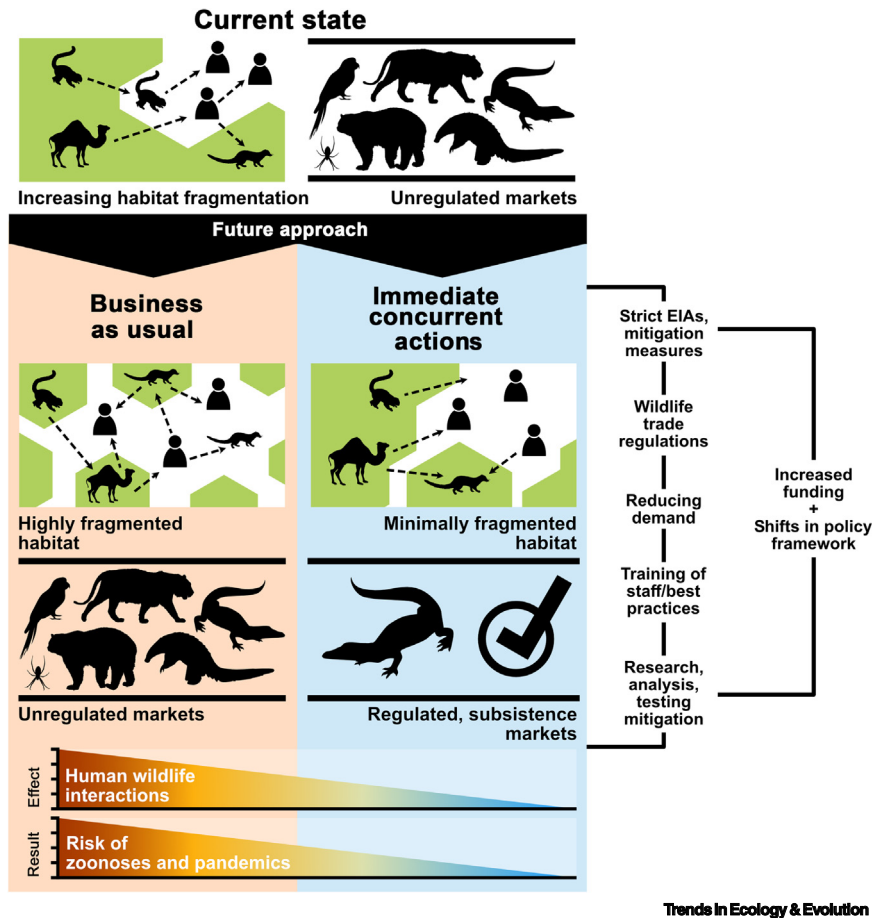 Current state
Increasing habitat fragmentation
Unregulated markets
Future approach
Business
as usual
Immediate
concurrent
actions
Highly fragmented
habitat
Minimally fragmented
habitat
Unregulated markets
Regulated, subsistence
markets
Strict EIAs,
mitigation
measures
Wildlife
trade
regulations
Reducing
demand
Training of
staff/best
practices
Research,
analysis,
testing
mitigation
Increased
funding
+
Shifts in policy
framework
Effect
Human wildlife
interactions
Result
Risk of
zoonoses and pandemics
Trends in Ecology & Evolution